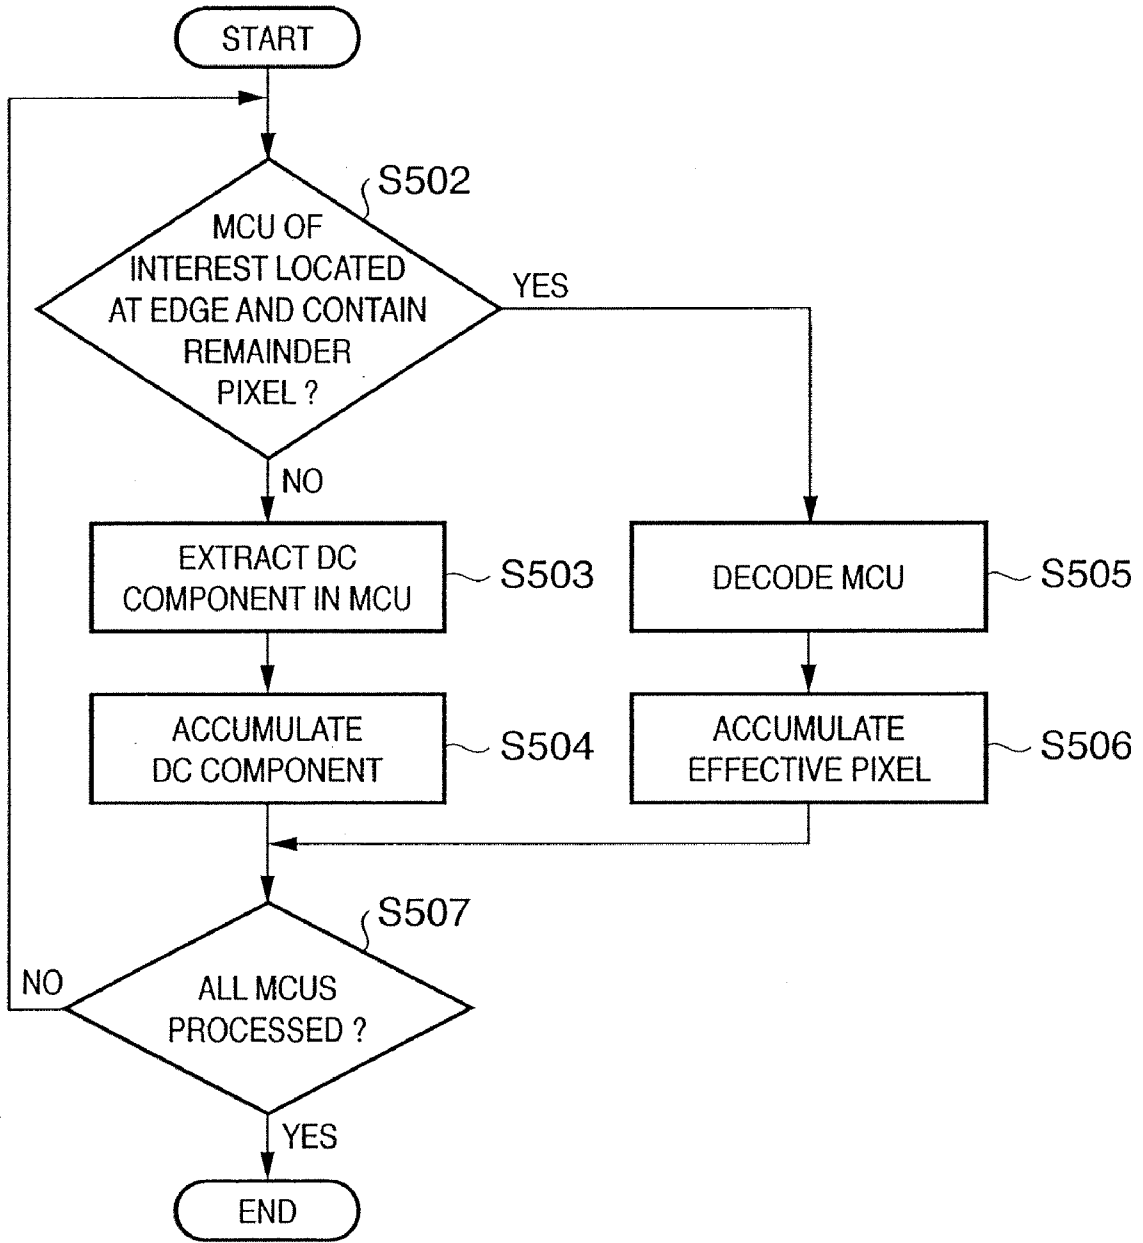 START
S502
MCU OF
INTEREST LOCATED
AT EDGE AND CONTAIN
REMAINDER
PIXEL ?
YES
NO
EXTRACT DC
COMPONENT IN MCU
S503
DECODE MCU
S505
ACCUMULATE
DC COMPONENT
S504
ACCUMULATE
EFFECTIVE PIXEL
S506
S507
ALL MCUS
PROCESSED ?
NO
YES
END